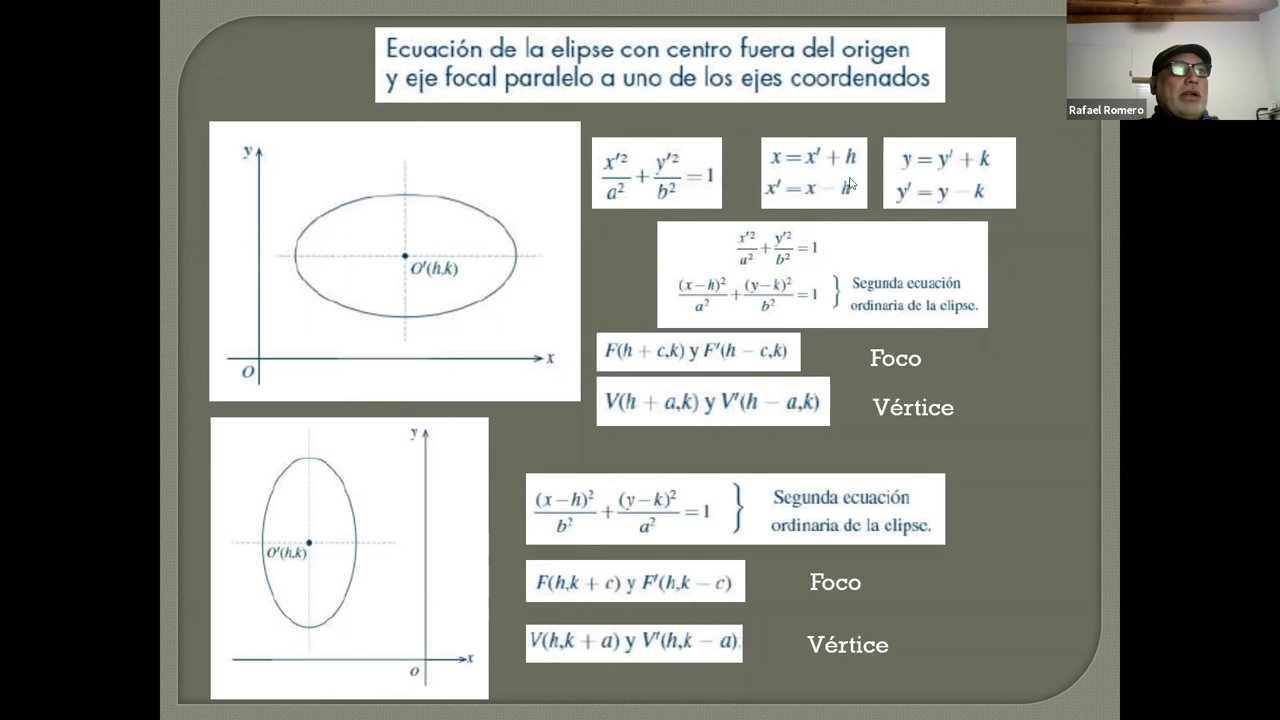 Ecuación de la elipse con centro fuera del origen
y eje focal paralelo a uno de los ejes coordenados
Rafael Romero
y
O'(h,k)
O
x
x'²/a² + y'²/b² = 1
x = x' + h
x' = x − h
y = y' + k
y' = y − k
x'²/a² + y'²/b² = 1
(x−h)²/a² + (y−k)²/b² = 1 } Segunda ecuación
ordinaria de la elipse.
F(h + c,k) y F'(h − c,k) Foco
V(h + a,k) y V'(h − a,k) Vértice
y
O'(h,k)
x
O
(x−h)²/b² + (y−k)²/a² = 1 } Segunda ecuación
ordinaria de la elipse.
F(h,k + c) y F'(h,k − c) Foco
V(h,k + a) y V'(h,k − a) Vértice